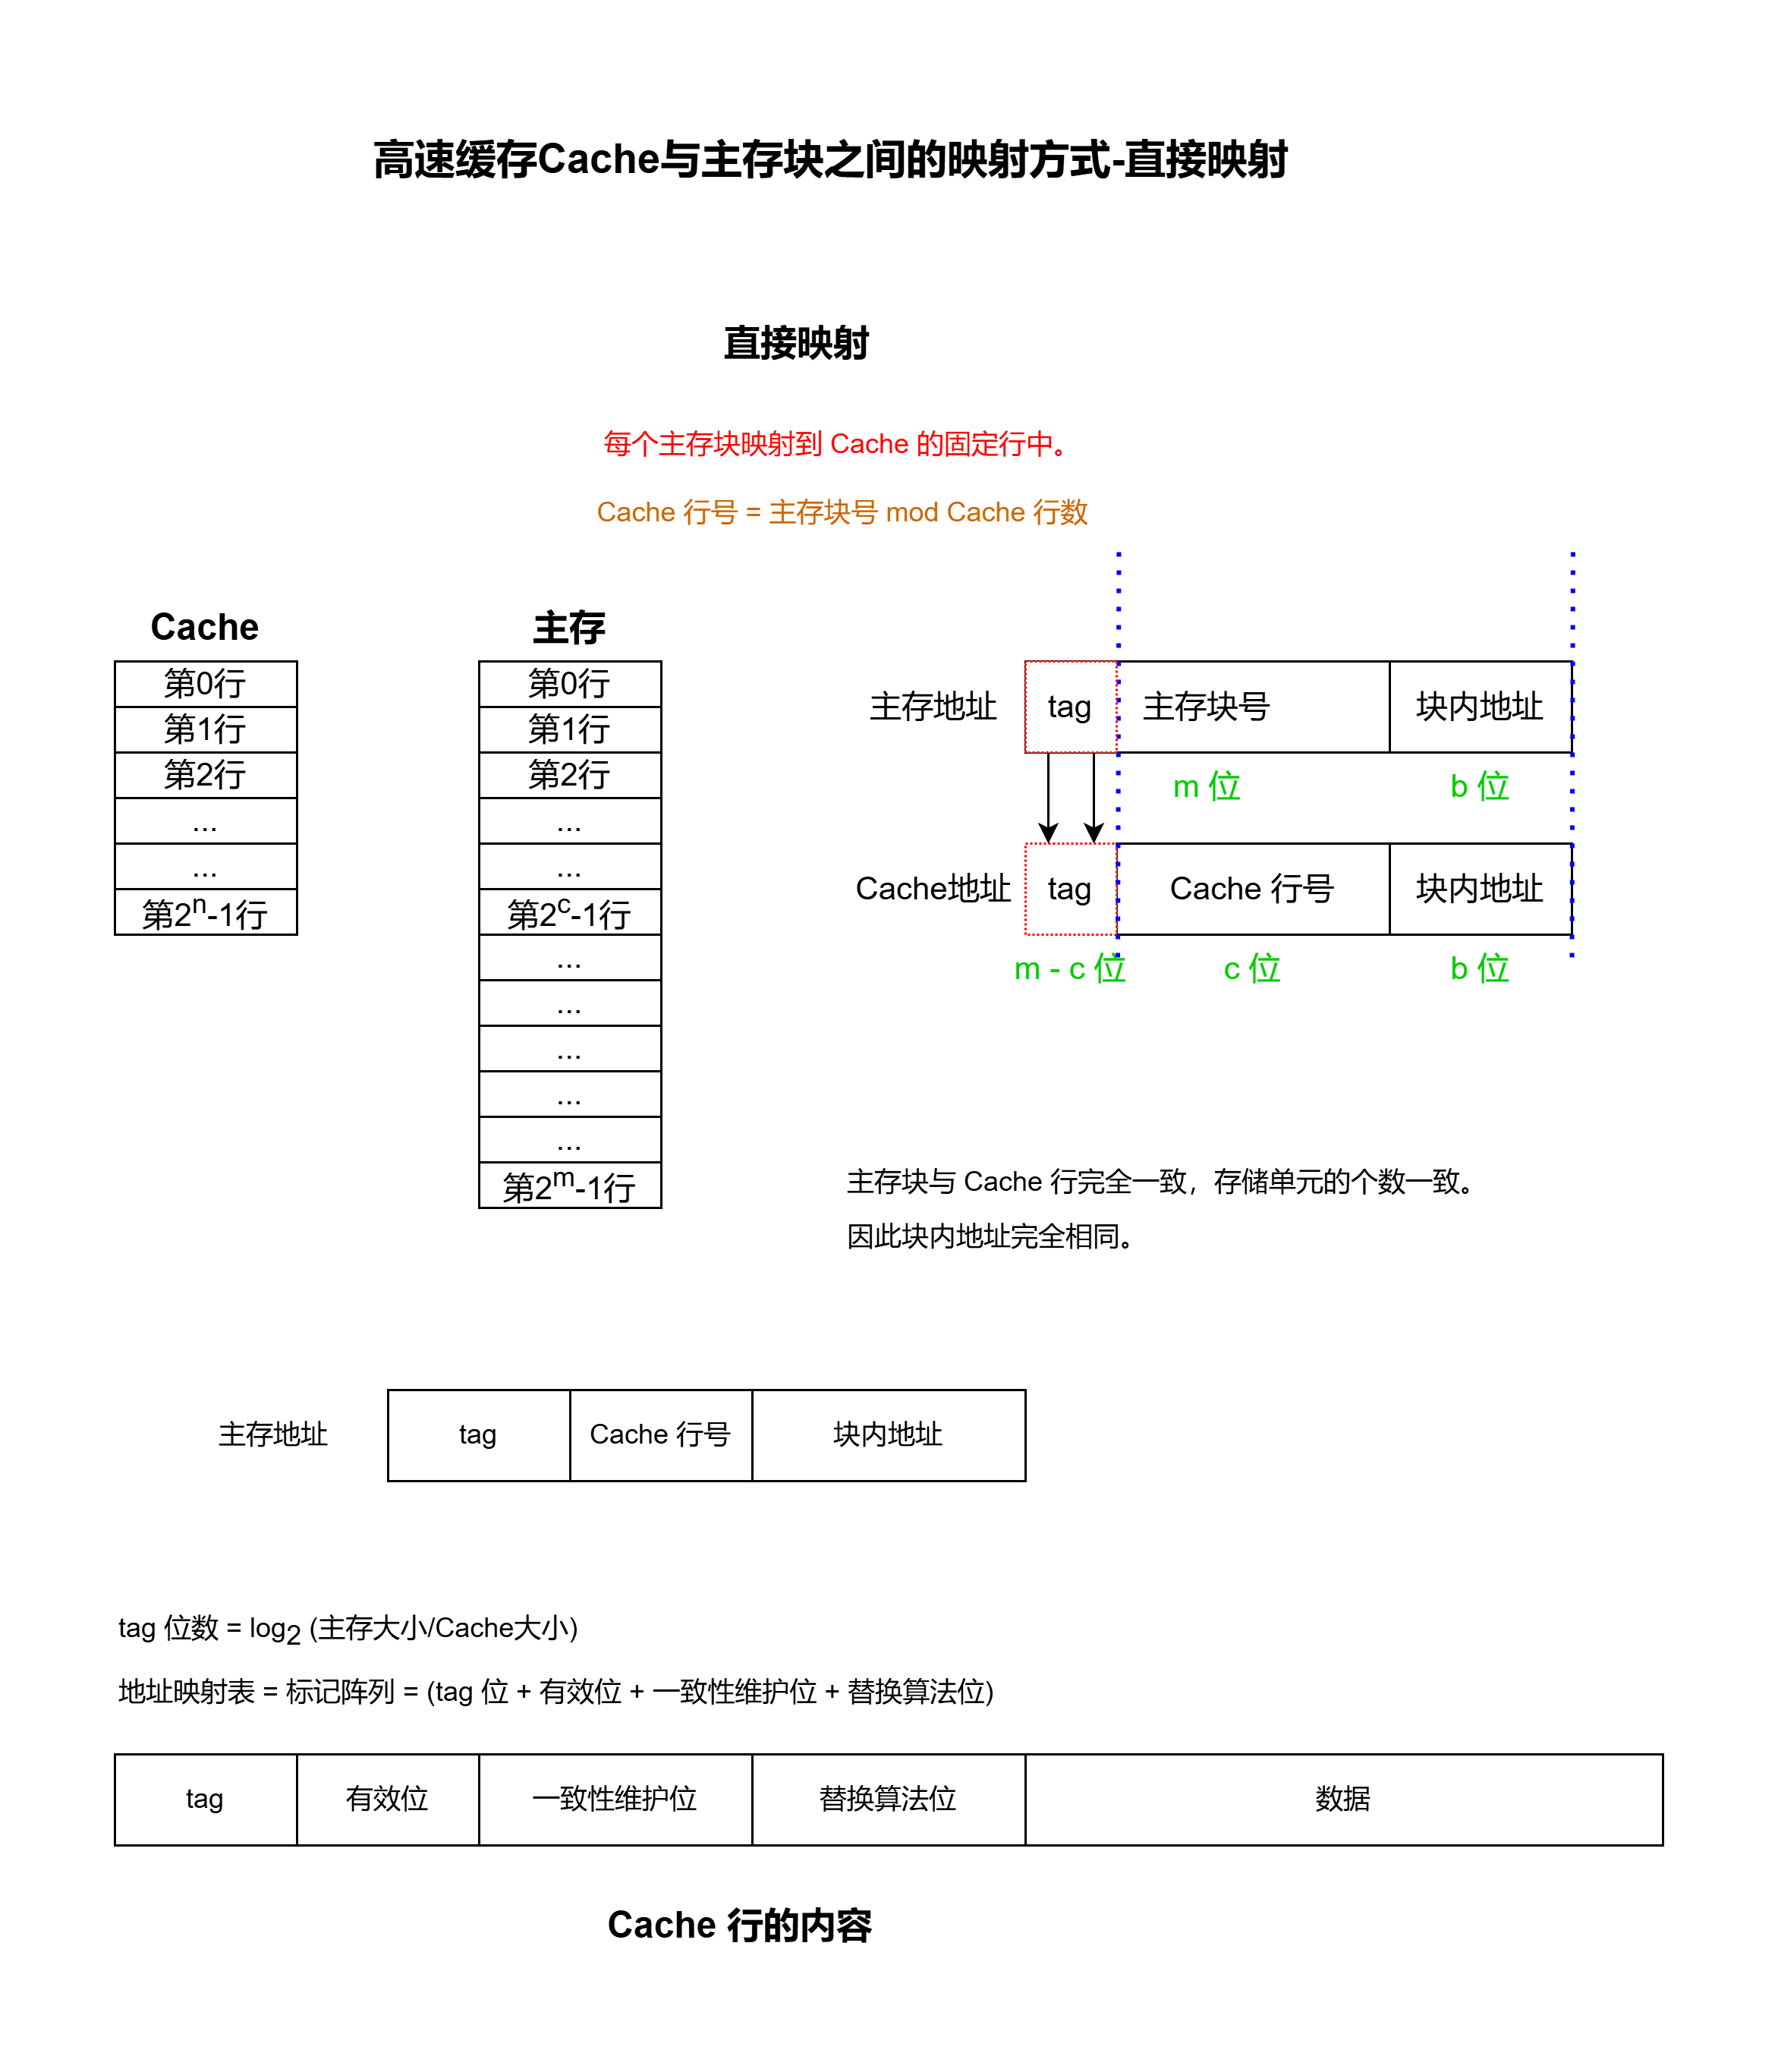 高速缓存Cache与主存块之间的映射方式-直接映射
直接映射
每个主存块映射到 Cache 的固定行中。
Cache 行号 = 主存块号 mod Cache 行数
Cache
第0行
第1行
第2行
...
...
第2ⁿ-1行
主存
第0行
第1行
第2行
...
...
第2ᶜ-1行
...
...
...
...
...
第2ᵐ-1行
主存地址 tag 主存块号 块内地址
m 位 b 位
Cache地址 tag Cache 行号 块内地址
m - c 位 c 位 b 位
主存块与 Cache 行完全一致，存储单元的个数一致。
因此块内地址完全相同。
主存地址 tag Cache 行号 块内地址
tag 位数 = log₂ (主存大小/Cache大小)
地址映射表 = 标记阵列 = (tag 位 + 有效位 + 一致性维护位 + 替换算法位)
tag 有效位 一致性维护位 替换算法位 数据
Cache 行的内容